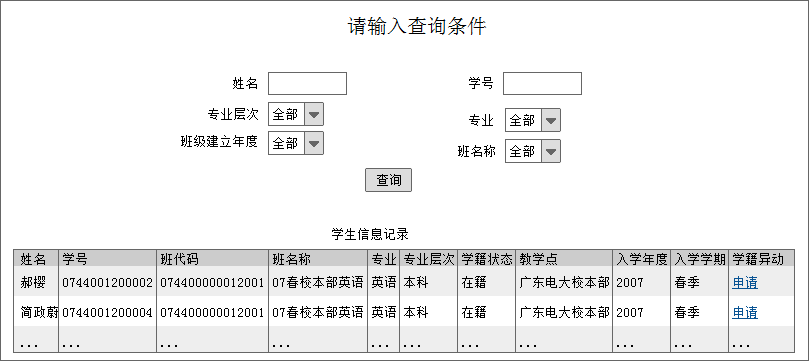 请输入查询条件
姓名 学号
专业层次 全部 专业 全部
班级建立年度 全部 班名称 全部
查询
学生信息记录
姓名 学号 班代码 班名称 专业 专业层次 学籍状态 教学点 入学年度 入学学期 学籍异动
郝樱 0744001200002 074400000012001 07春校本部英语 英语 本科 在籍 广东电大校本部 2007 春季 申请
简政蔚 0744001200004 074400000012001 07春校本部英语 英语 本科 在籍 广东电大校本部 2007 春季 申请
... ... ... ... ... ... ... ... ... ... ...